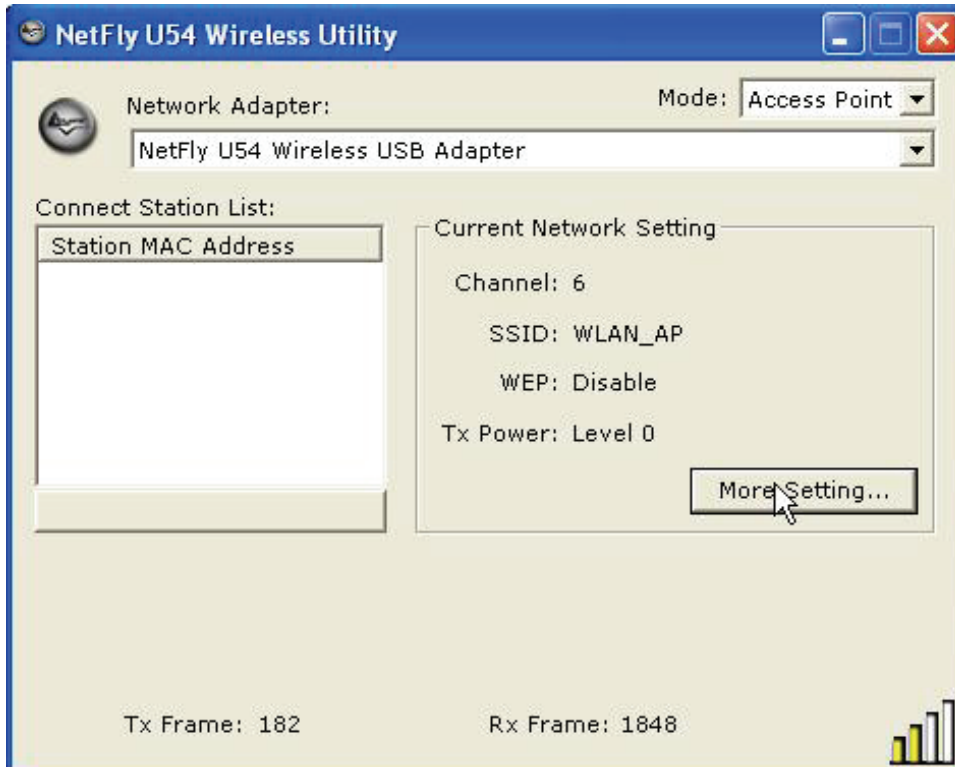 NetFly U54 Wireless Utility
Mode: Access Point
Network Adapter:
NetFly U54 Wireless USB Adapter
Connect Station List:
Station MAC Address
Current Network Setting
Channel: 6
SSID: WLAN_AP
WEP: Disable
Tx Power: Level 0
More Setting...
Tx Frame: 182
Rx Frame: 1848